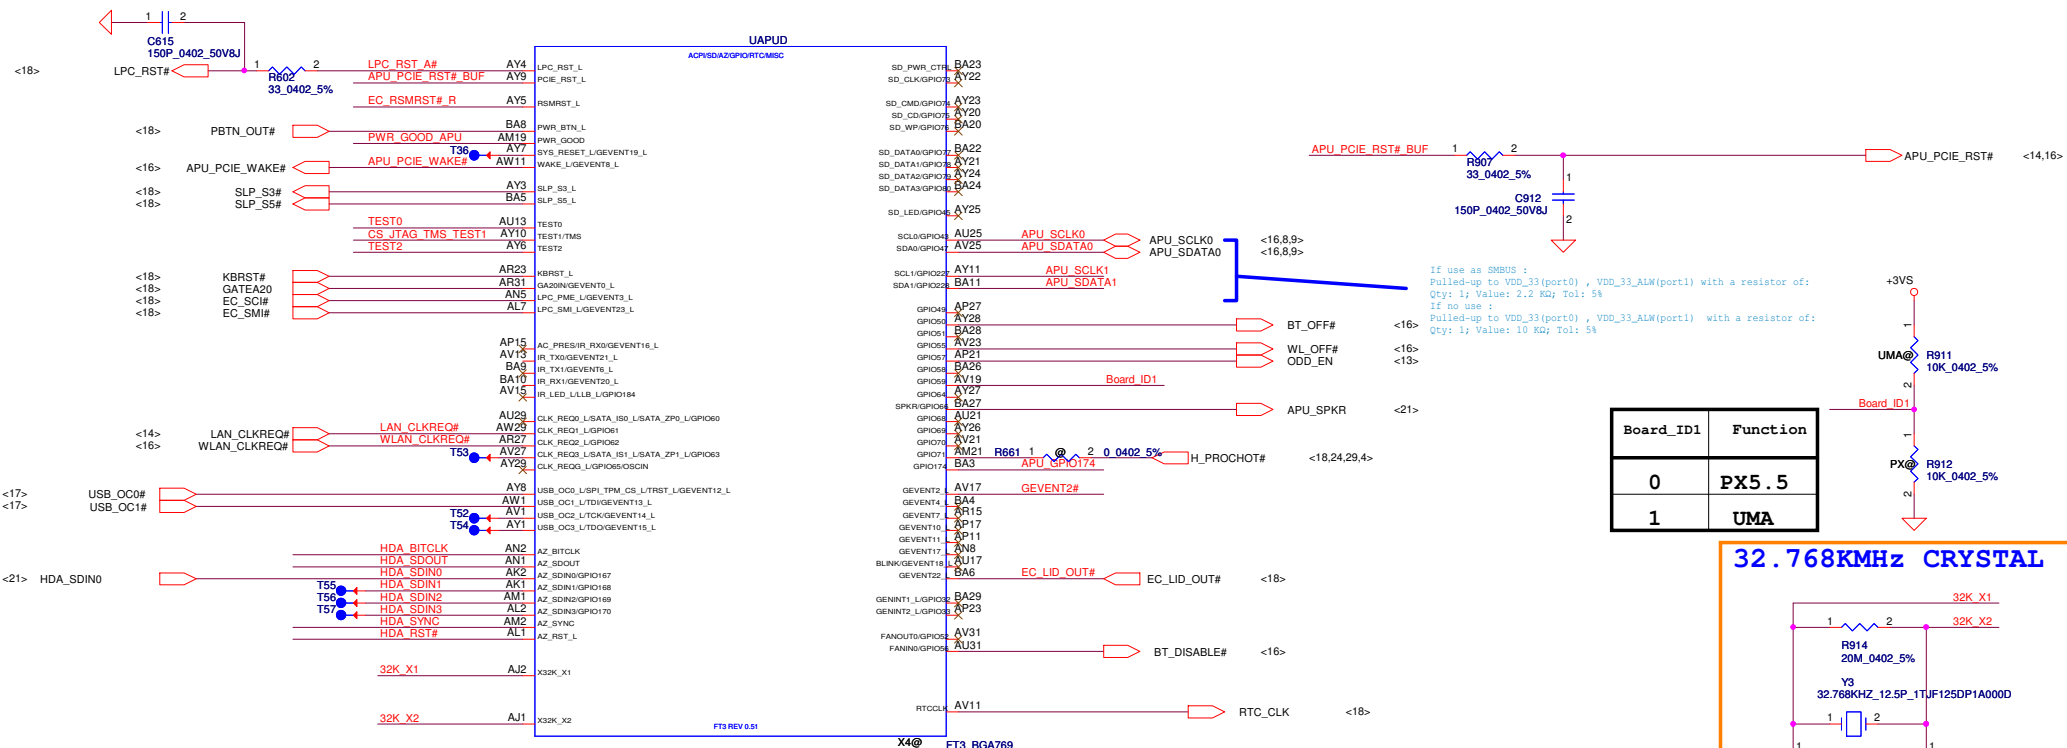 1 2
C615
150P_0402_50V8J
<18> LPC_RST# 1 2
R602
33_0402_5%
UAPUD
ACPI/SD/AZ/GPIO/RTC/MISC
LPC_RST_A# AY4 LPC_RST_L
APU_PCIE_RST#_BUF AY9 PCIE_RST_L
EC_RSMRST#_R AY5 RSMRST_L
<18> PBTN_OUT# BA8 PWR_BTN_L
PWR_GOOD_APU AM19 PWR_GOOD
T36 AY7 SYS_RESET_L/GEVENT19_L
<16> APU_PCIE_WAKE# APU_PCIE_WAKE# AW11 WAKE_L/GEVENT8_L
<18> SLP_S3# AY3 SLP_S3_L
<18> SLP_S5# BA5 SLP_S5_L
TEST0 AU13 TEST0
CS_JTAG_TMS_TEST1 AY10 TEST1/TMS
TEST2 AY6 TEST2
<18> KBRST# AR23 KBRST_L
<18> GATEA20 AR31 GA20IN/GEVENT0_L
<18> EC_SCI# AN5 LPC_PME_L/GEVENT3_L
<18> EC_SMI# AL7 LPC_SMI_L/GEVENT23_L
AP15 AC_PRES/IR_RX0/GEVENT16_L
AV13 IR_TX0/GEVENT21_L
BA9 IR_TX1/GEVENT6_L
BA10 IR_RX1/GEVENT20_L
AV15 IR_LED_L/LLB_L/GPIO184
AU29 CLK_REQ0_L/SATA_IS0_L/SATA_ZP0_L/GPIO60
<14> LAN_CLKREQ# LAN_CLKREQ# AW29 CLK_REQ1_L/GPIO61
<16> WLAN_CLKREQ# WLAN_CLKREQ# AR27 CLK_REQ2_L/GPIO62
T53 AV27 CLK_REQ3_L/SATA_IS1_L/SATA_ZP1_L/GPIO63
AY29 CLK_REQG_L/GPIO65/OSCIN
<17> USB_OC0# AY8 USB_OC0_L/SPI_TPM_CS_L/TRST_L/GEVENT12_L
<17> USB_OC1# AW1 USB_OC1_L/TDI/GEVENT13_L
T52 AV1 USB_OC2_L/TCK/GEVENT14_L
T54 AY1 USB_OC3_L/TDO/GEVENT15_L
HDA_BITCLK AN2 AZ_BITCLK
HDA_SDOUT AN1 AZ_SDOUT
<21> HDA_SDIN0 HDA_SDIN0 AK2 AZ_SDIN0/GPIO167
T55 HDA_SDIN1 AK1 AZ_SDIN1/GPIO168
T56 HDA_SDIN2 AM1 AZ_SDIN2/GPIO169
T57 HDA_SDIN3 AL2 AZ_SDIN3/GPIO170
HDA_SYNC AM2 AZ_SYNC
HDA_RST# AL1 AZ_RST_L
32K_X1 AJ2 X32K_X1
32K_X2 AJ1 X32K_X2
FT3 REV 0.51
X4@ FT3_BGA769
SD_PWR_CTRL BA23
SD_CLK/GPIO73 AY22
SD_CMD/GPIO74 AY23
SD_CD/GPIO75 AY20
SD_WP/GPIO76 BA20
SD_DATA0/GPIO77 BA22
SD_DATA1/GPIO78 AY21
SD_DATA2/GPIO79 AY24
SD_DATA3/GPIO80 BA24
SD_LED/GPIO45 AY25
SCL0/GPIO43 AU25 APU_SCLK0 APU_SCLK0 <16,8,9>
SDA0/GPIO47 AV25 APU_SDATA0 APU_SDATA0 <16,8,9>
SCL1/GPIO227 AY11 APU_SCLK1
SDA1/GPIO228 BA11 APU_SDATA1
GPIO49 AP27
GPIO50 AY28 BT_OFF# <16>
GPIO51 BA28
GPIO55 AV23 WL_OFF# <16>
GPIO57 AP21 ODD_EN <13>
GPIO58 BA26
GPIO59 AV19 Board_ID1
GPIO64 AY27
SPKR/GPIO66 BA27 APU_SPKR <21>
GPIO68 AU21
GPIO69 AY26
GPIO70 AV21
GPIO71 AM21 R661 1 @ 2 0_0402_5% H_PROCHOT# <18,24,29,4>
GPIO174 BA3 APU_GPIO174
GEVENT2_L AV17 GEVENT2#
GEVENT4_L BA4
GEVENT7_L AR15
GEVENT10_L AP17
GEVENT11_L AP11
GEVENT17_L AN8
BLINK/GEVENT18_L AU17
GEVENT22_L BA6 EC_LID_OUT# EC_LID_OUT# <18>
GENINT1_L/GPIO32 BA29
GENINT2_L/GPIO33 AP23
FANOUT0/GPIO52 AV31
FANIN0/GPIO56 AU31 BT_DISABLE# <16>
RTCCLK AV11 RTC_CLK <18>
APU_PCIE_RST#_BUF 1 2 APU_PCIE_RST# <14,16>
R907
33_0402_5%
1
C912
150P_0402_50V8J
2
If use as SMBUS :
Pulled-up to VDD_33(port0) , VDD_33_ALW(port1) with a resistor of:
Qty: 1; Value: 2.2 KΩ; Tol: 5%
If no use :
Pulled-up to VDD_33(port0) , VDD_33_ALW(port1) with a resistor of:
Qty: 1; Value: 10 KΩ; Tol: 5%
+3VS
1
UMA@ R911
10K_0402_5%
2
Board_ID1
1
PX@ R912
10K_0402_5%
2
Board_ID1 Function
0 PX5.5
1 UMA
32.768KMHz CRYSTAL
32K_X1
1 2 32K_X2
R914
20M_0402_5%
Y3
32.768KHZ_12.5P_1TJF125DP1A000D
1 2
1 1